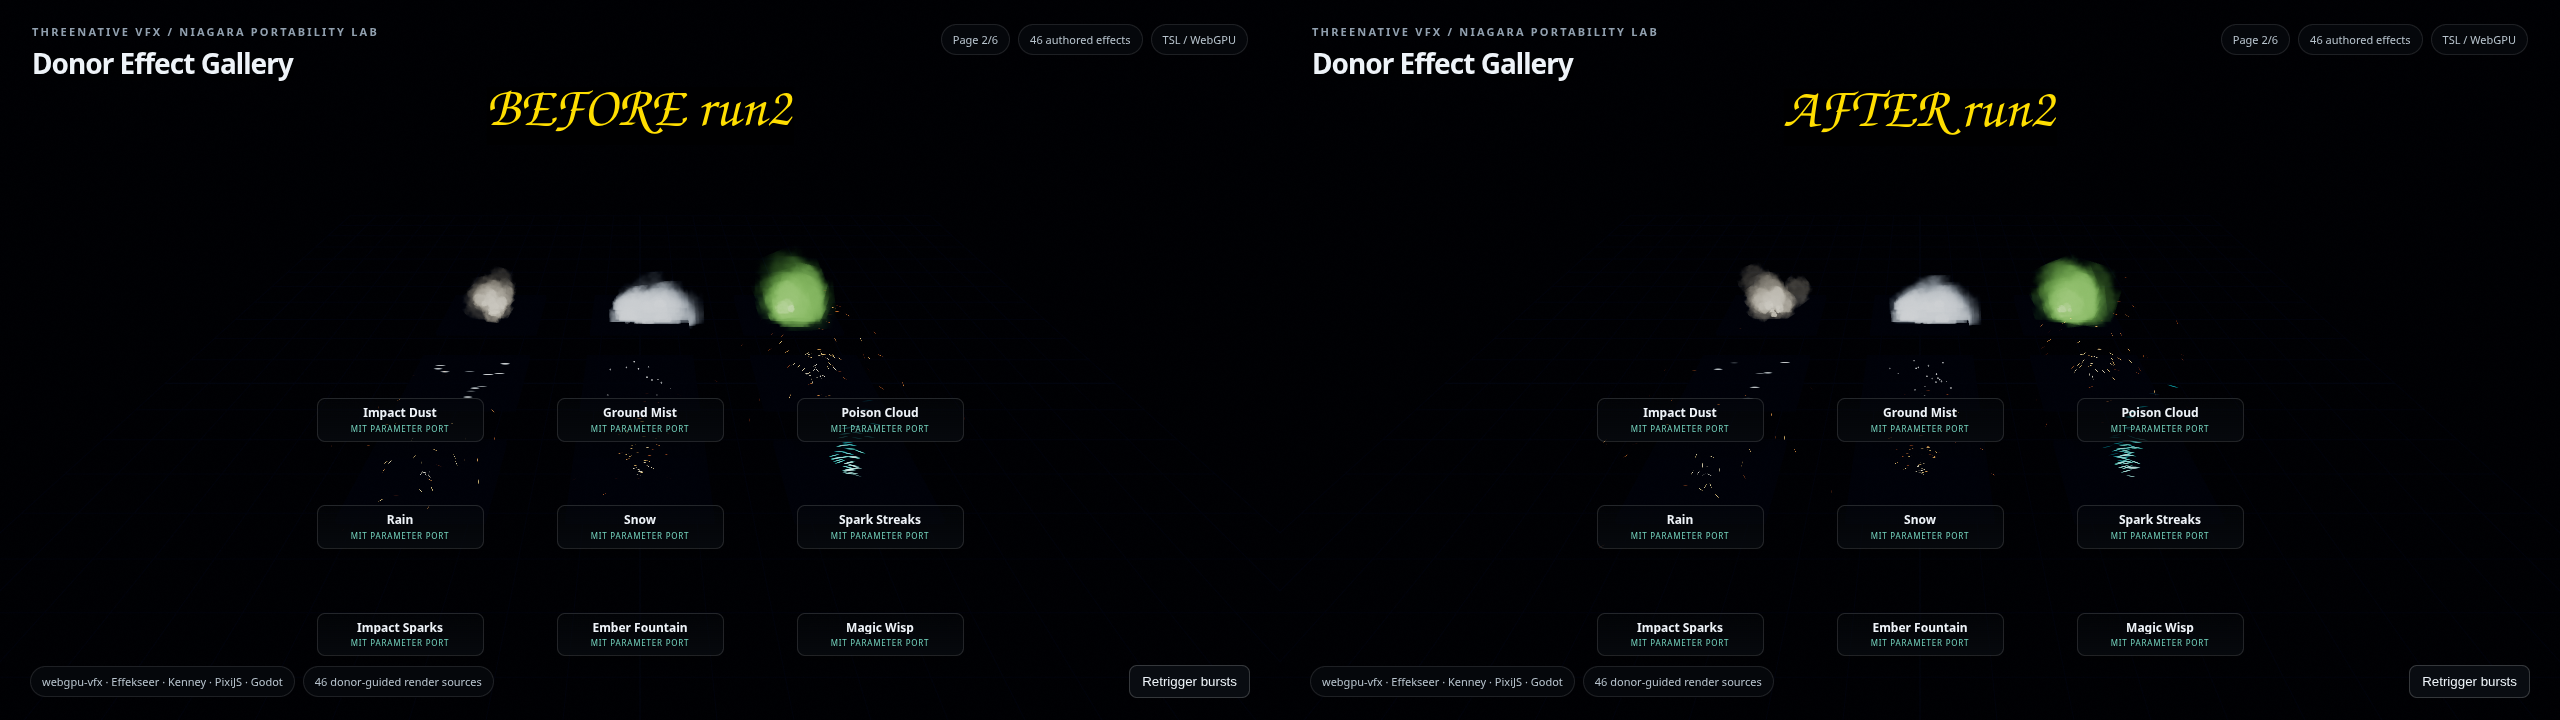 THREENATIVE VFX / NIAGARA PORTABILITY LAB
Donor Effect Gallery
Page 2/6
46 authored effects
TSL / WebGPU
BEFORE run2
Impact Dust
MIT PARAMETER PORT
Ground Mist
MIT PARAMETER PORT
Poison Cloud
MIT PARAMETER PORT
Rain
MIT PARAMETER PORT
Snow
MIT PARAMETER PORT
Spark Streaks
MIT PARAMETER PORT
Impact Sparks
MIT PARAMETER PORT
Ember Fountain
MIT PARAMETER PORT
Magic Wisp
MIT PARAMETER PORT
webgpu-vfx · Effekseer · Kenney · PixiJS · Godot
46 donor-guided render sources
Retrigger bursts
THREENATIVE VFX / NIAGARA PORTABILITY LAB
Donor Effect Gallery
Page 2/6
46 authored effects
TSL / WebGPU
AFTER run2
Impact Dust
MIT PARAMETER PORT
Ground Mist
MIT PARAMETER PORT
Poison Cloud
MIT PARAMETER PORT
Rain
MIT PARAMETER PORT
Snow
MIT PARAMETER PORT
Spark Streaks
MIT PARAMETER PORT
Impact Sparks
MIT PARAMETER PORT
Ember Fountain
MIT PARAMETER PORT
Magic Wisp
MIT PARAMETER PORT
webgpu-vfx · Effekseer · Kenney · PixiJS · Godot
46 donor-guided render sources
Retrigger bursts